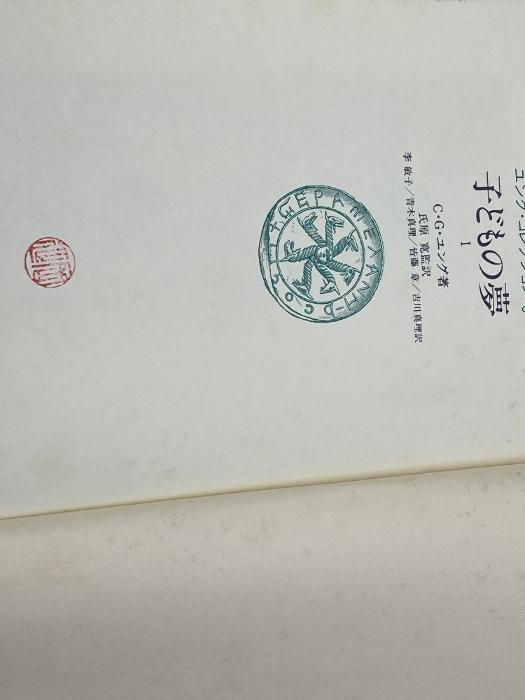 ユング・コレクション
子どもの夢
I
C・G・ユング著
氏原 寛監訳
李 敏子／青木真理／皆藤 章／吉川真理訳